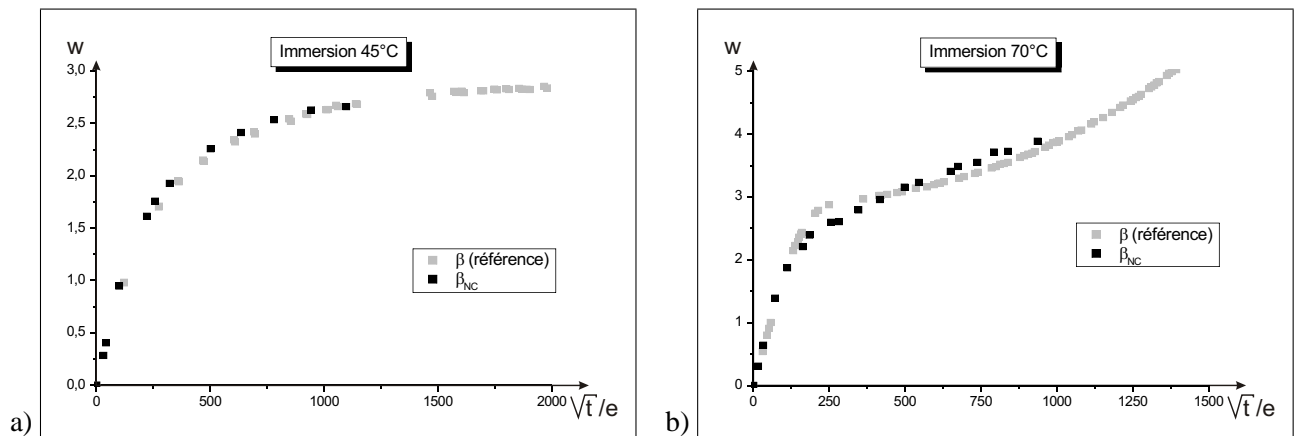 Immersion 45°C
w
3,0
2,5
2,0
1,5
1,0
0,5
0,0
0 500 1000 1500 2000
√t /e
β (référence)
β_NC
a)
Immersion 70°C
w
5
4
3
2
1
0
0 250 500 750 1000 1250 1500
√t /e
β (référence)
β_NC
b)